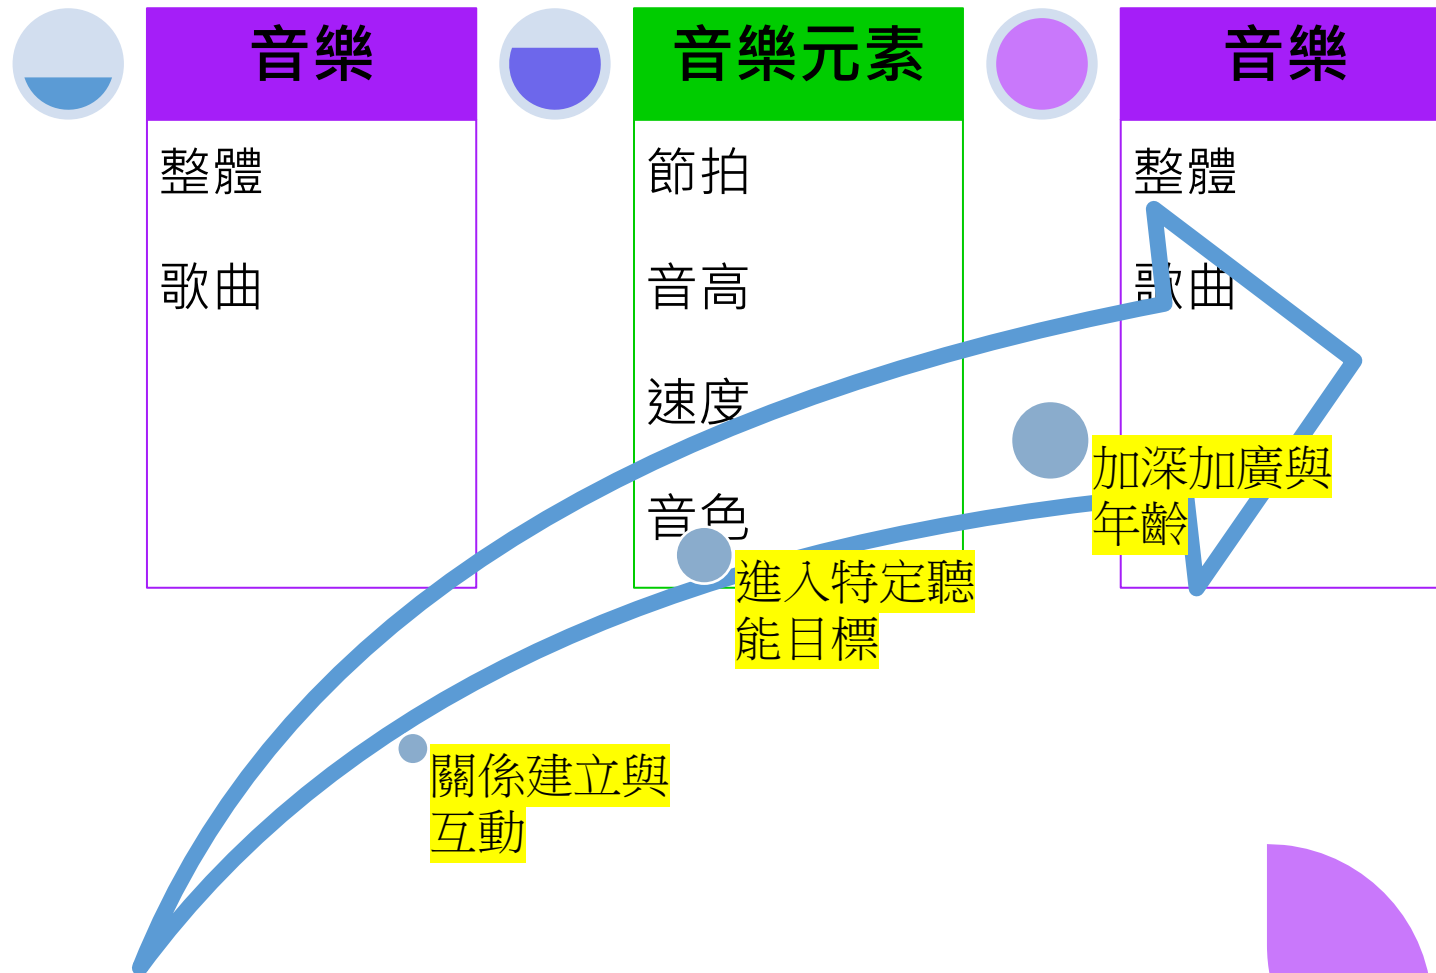 音樂
整體
歌曲
音樂元素
節拍
音高
速度
音色
音樂
整體
歌曲
關係建立與
互動
進入特定聽
能目標
加深加廣與
年齡